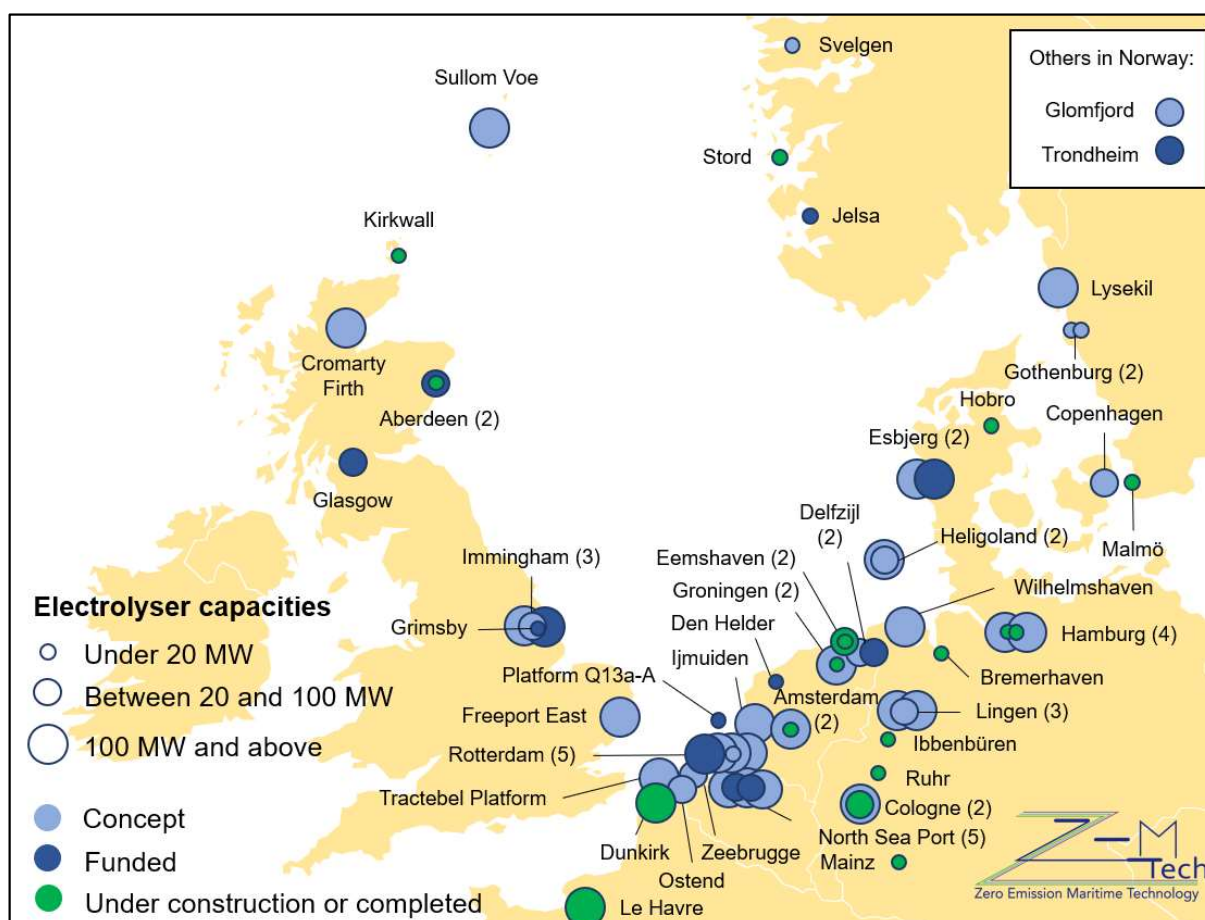 Svelgen
Others in Norway:
Glomfjord
Trondheim
Sullom Voe
Stord
Jelsa
Kirkwall
Lysekil
Cromarty
Firth
Aberdeen (2)
Gothenburg (2)
Hobro
Copenhagen
Esbjerg (2)
Glasgow
Delfzijl
(2)
Heligoland (2)
Malmö
Immingham (3)
Eemshaven (2)
Groningen (2)
Wilhelmshaven
Electrolyser capacities
Grimsby
Den Helder
Hamburg (4)
Under 20 MW
Ijmuiden
Platform Q13a-A
Bremerhaven
Between 20 and 100 MW
Amsterdam
(2)
Freeport East
Lingen (3)
100 MW and above
Rotterdam (5)
Ibbenbüren
Tractebel Platform
Ruhr
Concept
Cologne (2)
North Sea Port (5)
Funded
Dunkirk
Zeebrugge
Mainz
Ostend
Under construction or completed
Le Havre
Z-M
Tech
Zero Emission Maritime Technology